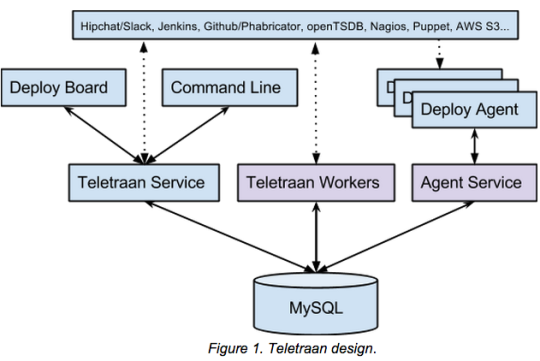 Hipchat/Slack, Jenkins, Github/Phabricator, openTSDB, Nagios, Puppet, AWS S3...
Deploy Board
Command Line
D
D
Deploy Agent
Teletraan Service
Teletraan Workers
Agent Service
MySQL
Figure 1. Teletraan design.